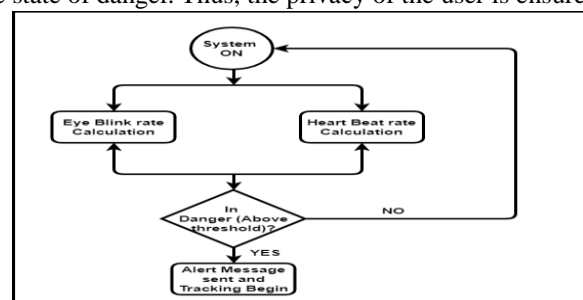 state of danger. Thus, the privacy of the user is ensure
System
ON
Eye Blink rate
Calculation
Heart Beat rate
Calculation
In
Danger (Above
threshold)?
NO
YES
Alert Message
sent and
Tracking Begin